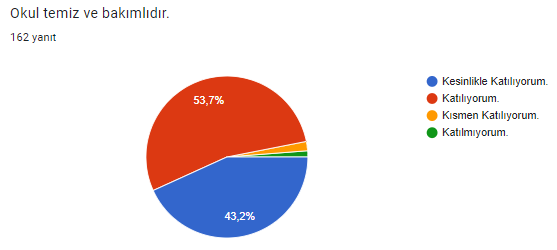 Okul temiz ve bakımlıdır.
162 yanıt
53,7%
43,2%
Kesinlikle Katılıyorum.
Katılıyorum.
Kısmen Katılıyorum.
Katılmıyorum.